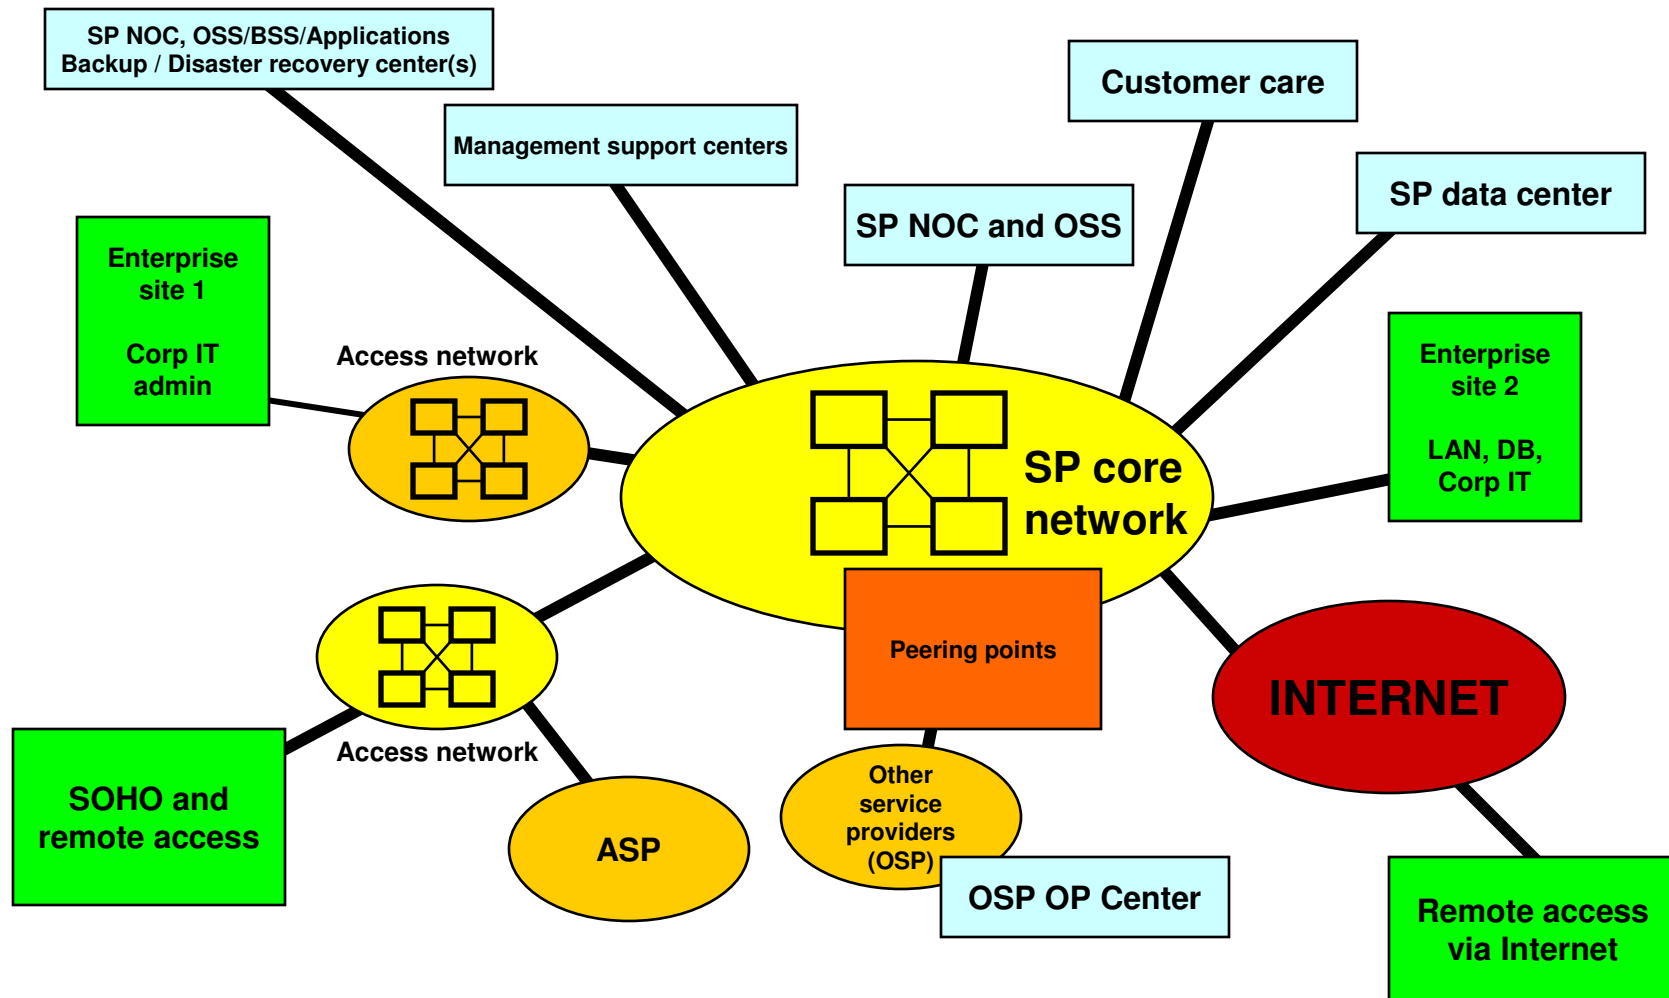 SP NOC, OSS/BSS/Applications
Backup / Disaster recovery center(s)
Customer care
Management support centers
SP data center
SP NOC and OSS
Enterprise
site 1
Corp IT
admin
Access network
Enterprise
site 2
LAN, DB,
Corp IT
SP core
network
Peering points
INTERNET
Access network
SOHO and
remote access
ASP
Other
service
providers
(OSP)
OSP OP Center
Remote access
via Internet